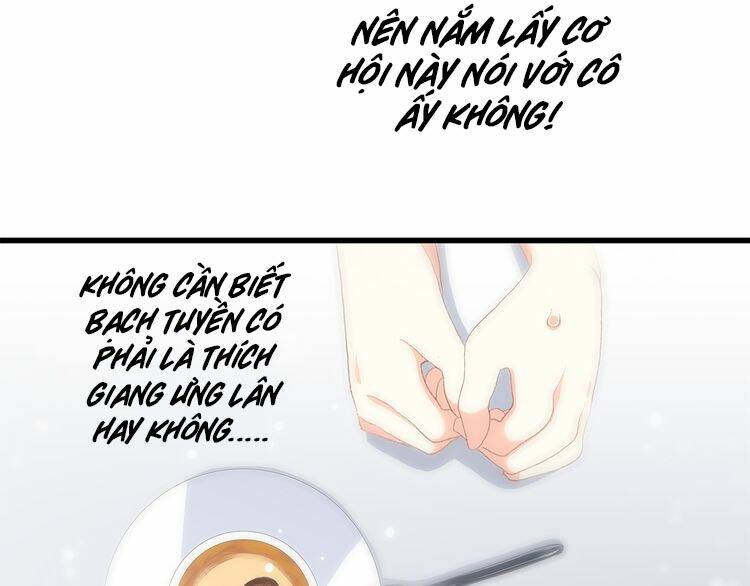 NÊN NẮM LẤY CƠ
HỘI NÀY NÓI VỚI CÔ
ẤY KHÔNG!
KHÔNG CẦN BIẾT
BẠCH TUYỀN CÓ
PHẢI LÀ THÍCH
GIANG ƯNG LÂN
HAY KHÔNG.....